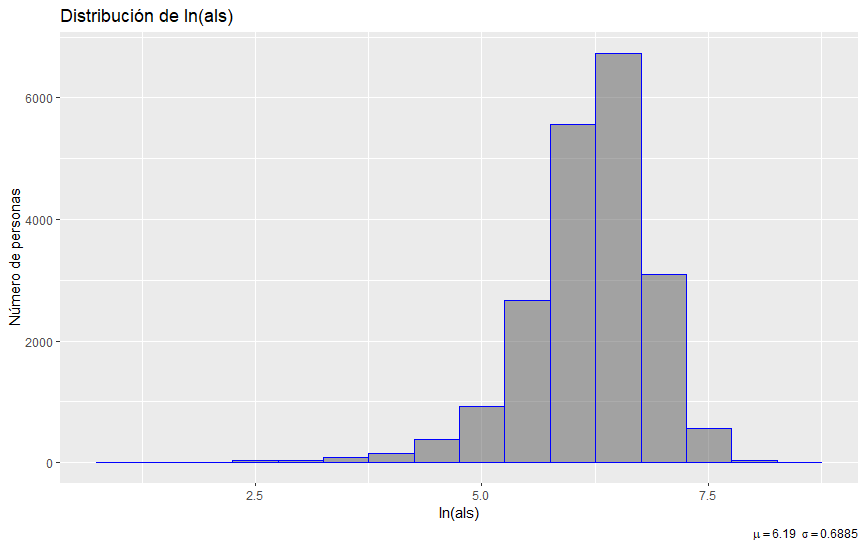 Distribución de ln(als)
Número de personas
6000
4000
2000
0
2.5 5.0 7.5
ln(als)
μ = 6.19 σ = 0.6885